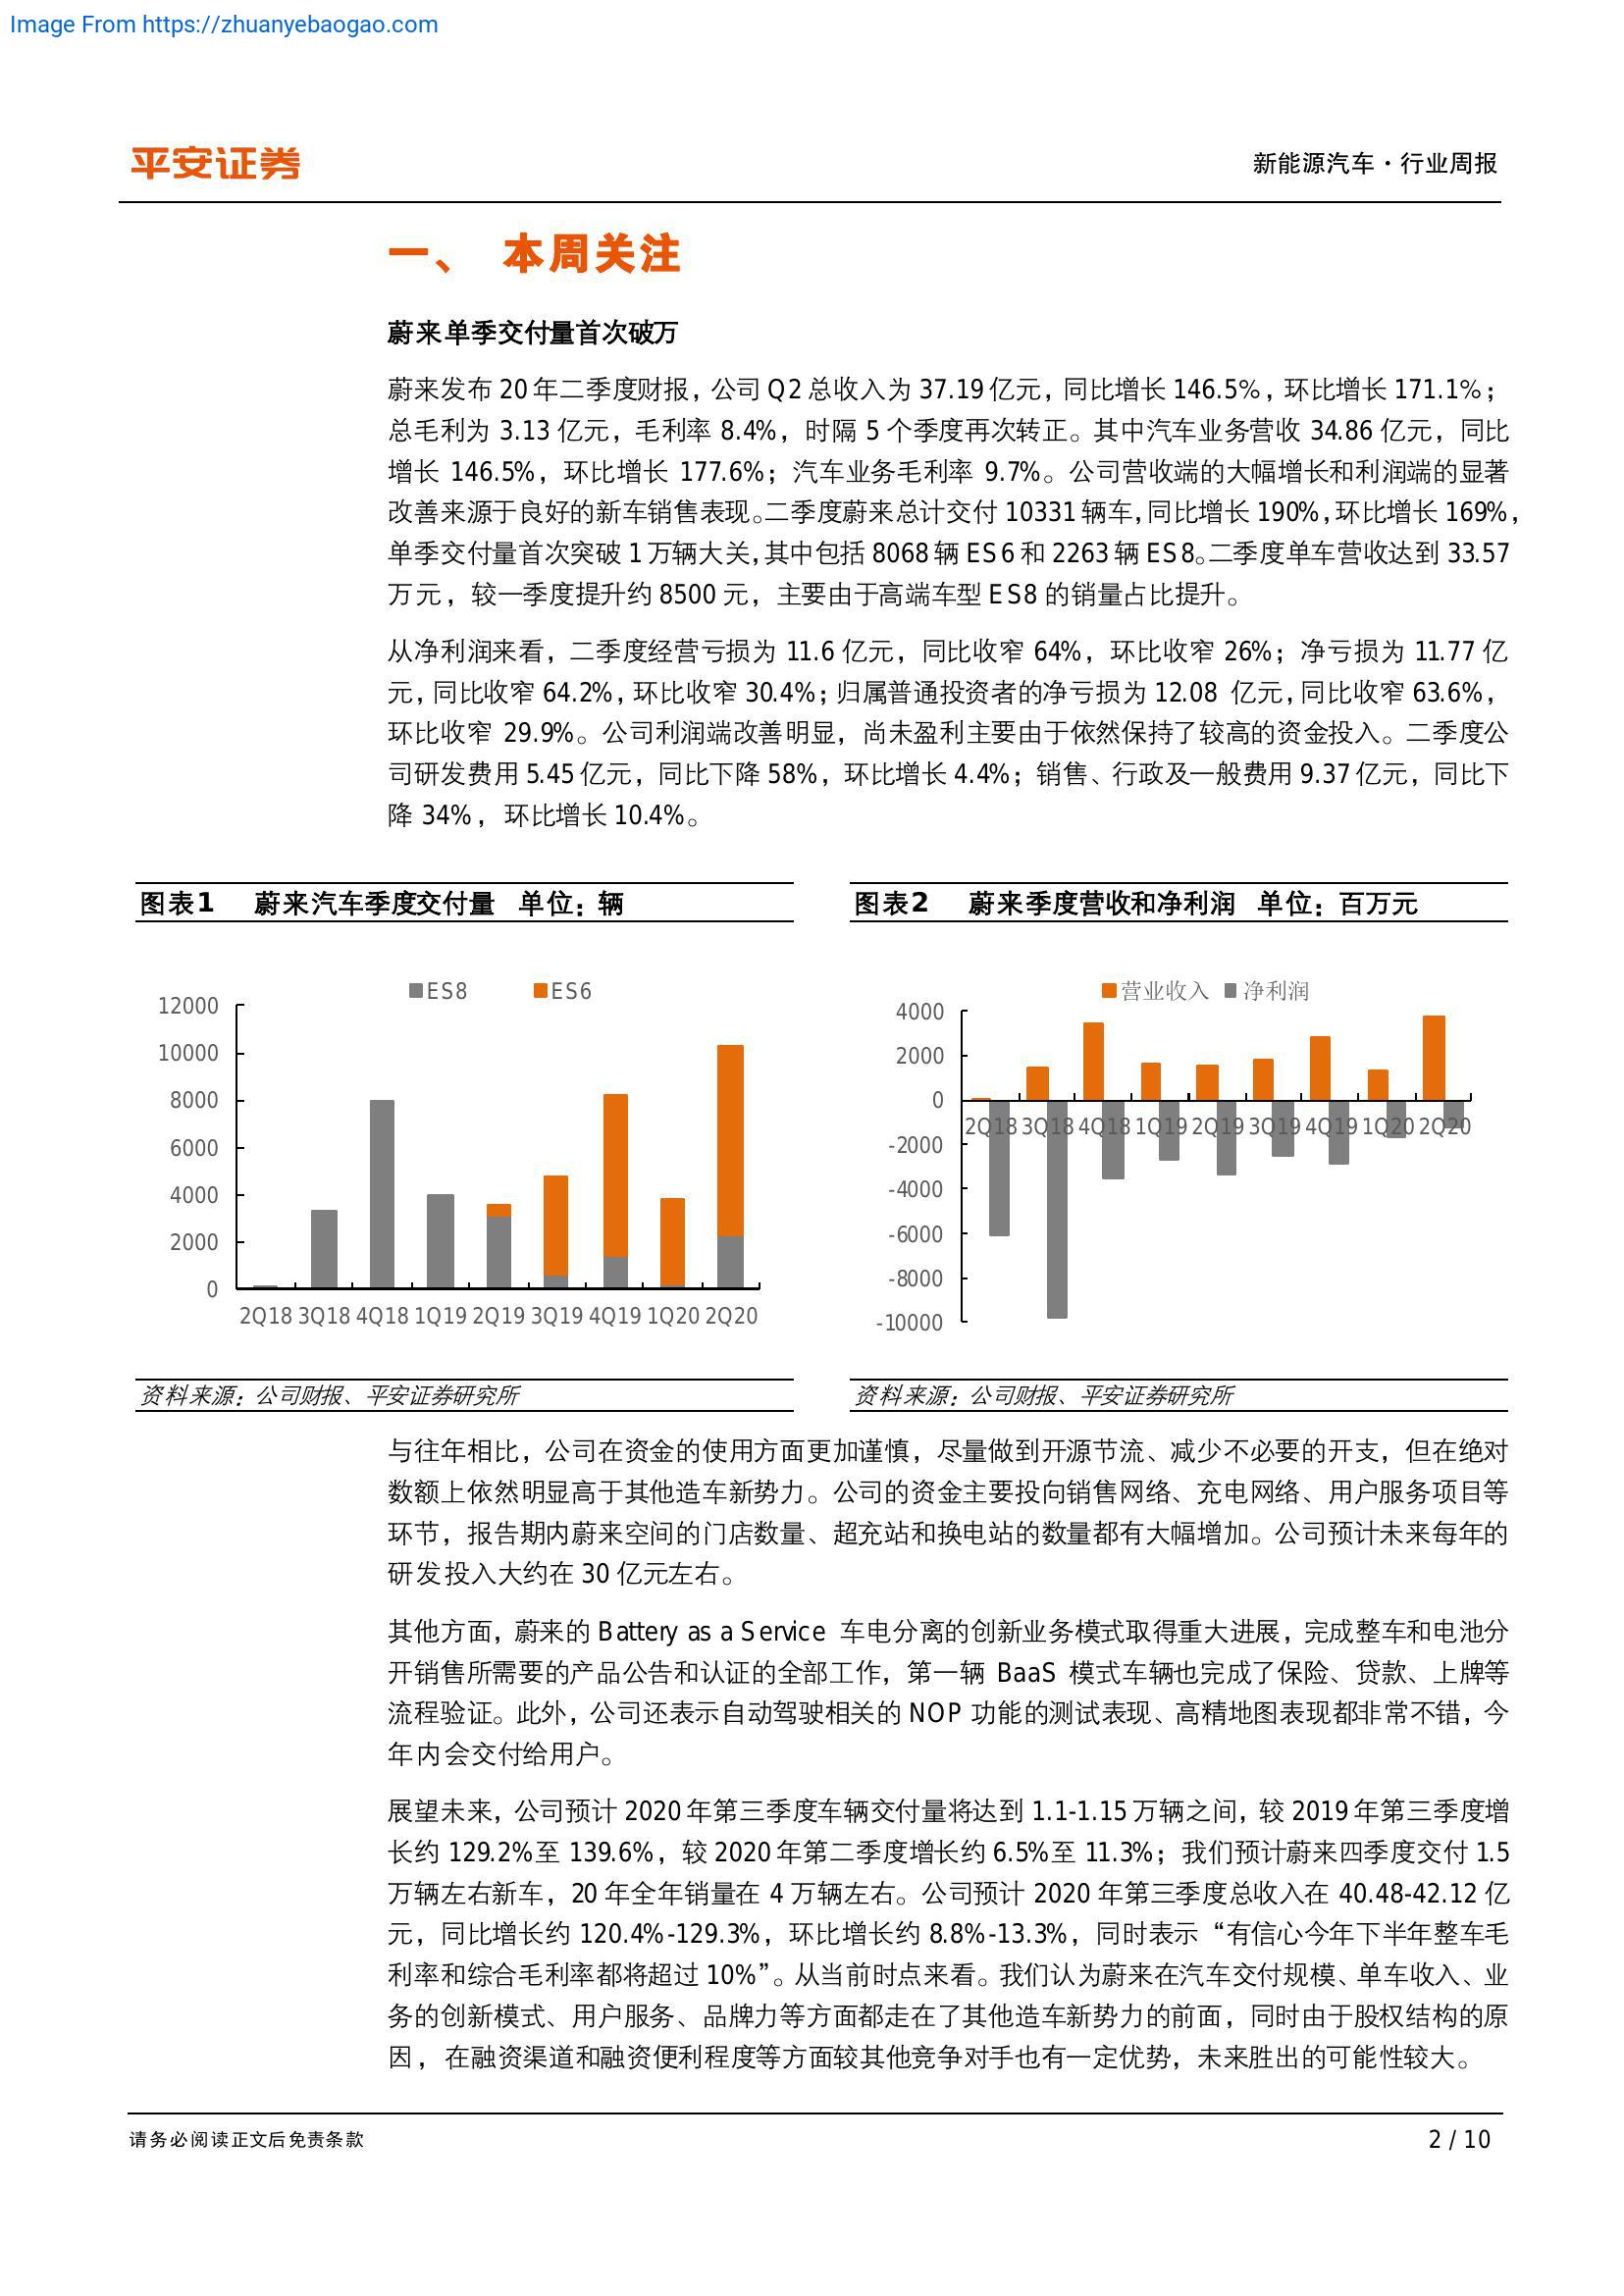 Image From https://zhuanyebaogao.com
平安证券
新能源汽车·行业周报
一、 本周关注
蔚来单季交付量首次破万
蔚来发布 20 年二季度财报，公司 Q2 总收入为 37.19 亿元，同比增长 146.5%，环比增长 171.1%；
总毛利为 3.13 亿元，毛利率 8.4%，时隔 5 个季度再次转正。其中汽车业务营收 34.86 亿元，同比
增长 146.5%，环比增长 177.6%；汽车业务毛利率 9.7%。公司营收端的大幅增长和利润端的显著
改善来源于良好的新车销售表现。二季度蔚来总计交付 10331 辆车，同比增长 190%，环比增长 169%，
单季交付量首次突破 1 万辆大关，其中包括 8068 辆 ES6 和 2263 辆 ES8。二季度单车营收达到 33.57
万元，较一季度提升约 8500 元，主要由于高端车型 ES8 的销量占比提升。
从净利润来看，二季度经营亏损为 11.6 亿元，同比收窄 64%，环比收窄 26%；净亏损为 11.77 亿
元，同比收窄 64.2%，环比收窄 30.4%；归属普通投资者的净亏损为 12.08 亿元，同比收窄 63.6%，
环比收窄 29.9%。公司利润端改善明显，尚未盈利主要由于依然保持了较高的资金投入。二季度公
司研发费用 5.45 亿元，同比下降 58%，环比增长 4.4%；销售、行政及一般费用 9.37 亿元，同比下
降 34%，环比增长 10.4%。
图表1 蔚来汽车季度交付量 单位：辆
ES8 ES6
12000
10000
8000
6000
4000
2000
0
2Q18 3Q18 4Q18 1Q19 2Q19 3Q19 4Q19 1Q20 2Q20
资料来源：公司财报、平安证券研究所
图表2 蔚来季度营收和净利润 单位：百万元
营业收入 净利润
4000
2000
0
-2000
-4000
-6000
-8000
-10000
2Q18 3Q18 4Q18 1Q19 2Q19 3Q19 4Q19 1Q20 2Q20
资料来源：公司财报、平安证券研究所
与往年相比，公司在资金的使用方面更加谨慎，尽量做到开源节流、减少不必要的开支，但在绝对
数额上依然明显高于其他造车新势力。公司的资金主要投向销售网络、充电网络、用户服务项目等
环节，报告期内蔚来空间的门店数量、超充站和换电站的数量都有大幅增加。公司预计未来每年的
研发投入大约在 30 亿元左右。
其他方面，蔚来的 Battery as a Service 车电分离的创新业务模式取得重大进展，完成整车和电池分
开销售所需要的产品公告和认证的全部工作，第一辆 BaaS 模式车辆也完成了保险、贷款、上牌等
流程验证。此外，公司还表示自动驾驶相关的 NOP 功能的测试表现、高精地图表现都非常不错，今
年内会交付给用户。
展望未来，公司预计 2020 年第三季度车辆交付量将达到 1.1-1.15 万辆之间，较 2019 年第三季度增
长约 129.2%至 139.6%，较 2020 年第二季度增长约 6.5%至 11.3%；我们预计蔚来四季度交付 1.5
万辆左右新车，20 年全年销量在 4 万辆左右。公司预计 2020 年第三季度总收入在 40.48-42.12 亿
元，同比增长约 120.4%-129.3%，环比增长约 8.8%-13.3%，同时表示“有信心今年下半年整车毛
利率和综合毛利率都将超过 10%”。从当前时点来看。我们认为蔚来在汽车交付规模、单车收入、业
务的创新模式、用户服务、品牌力等方面都走在了其他造车新势力的前面，同时由于股权结构的原
因，在融资渠道和融资便利程度等方面较其他竞争对手也有一定优势，未来胜出的可能性较大。
请务必阅读正文后免责条款
2 / 10